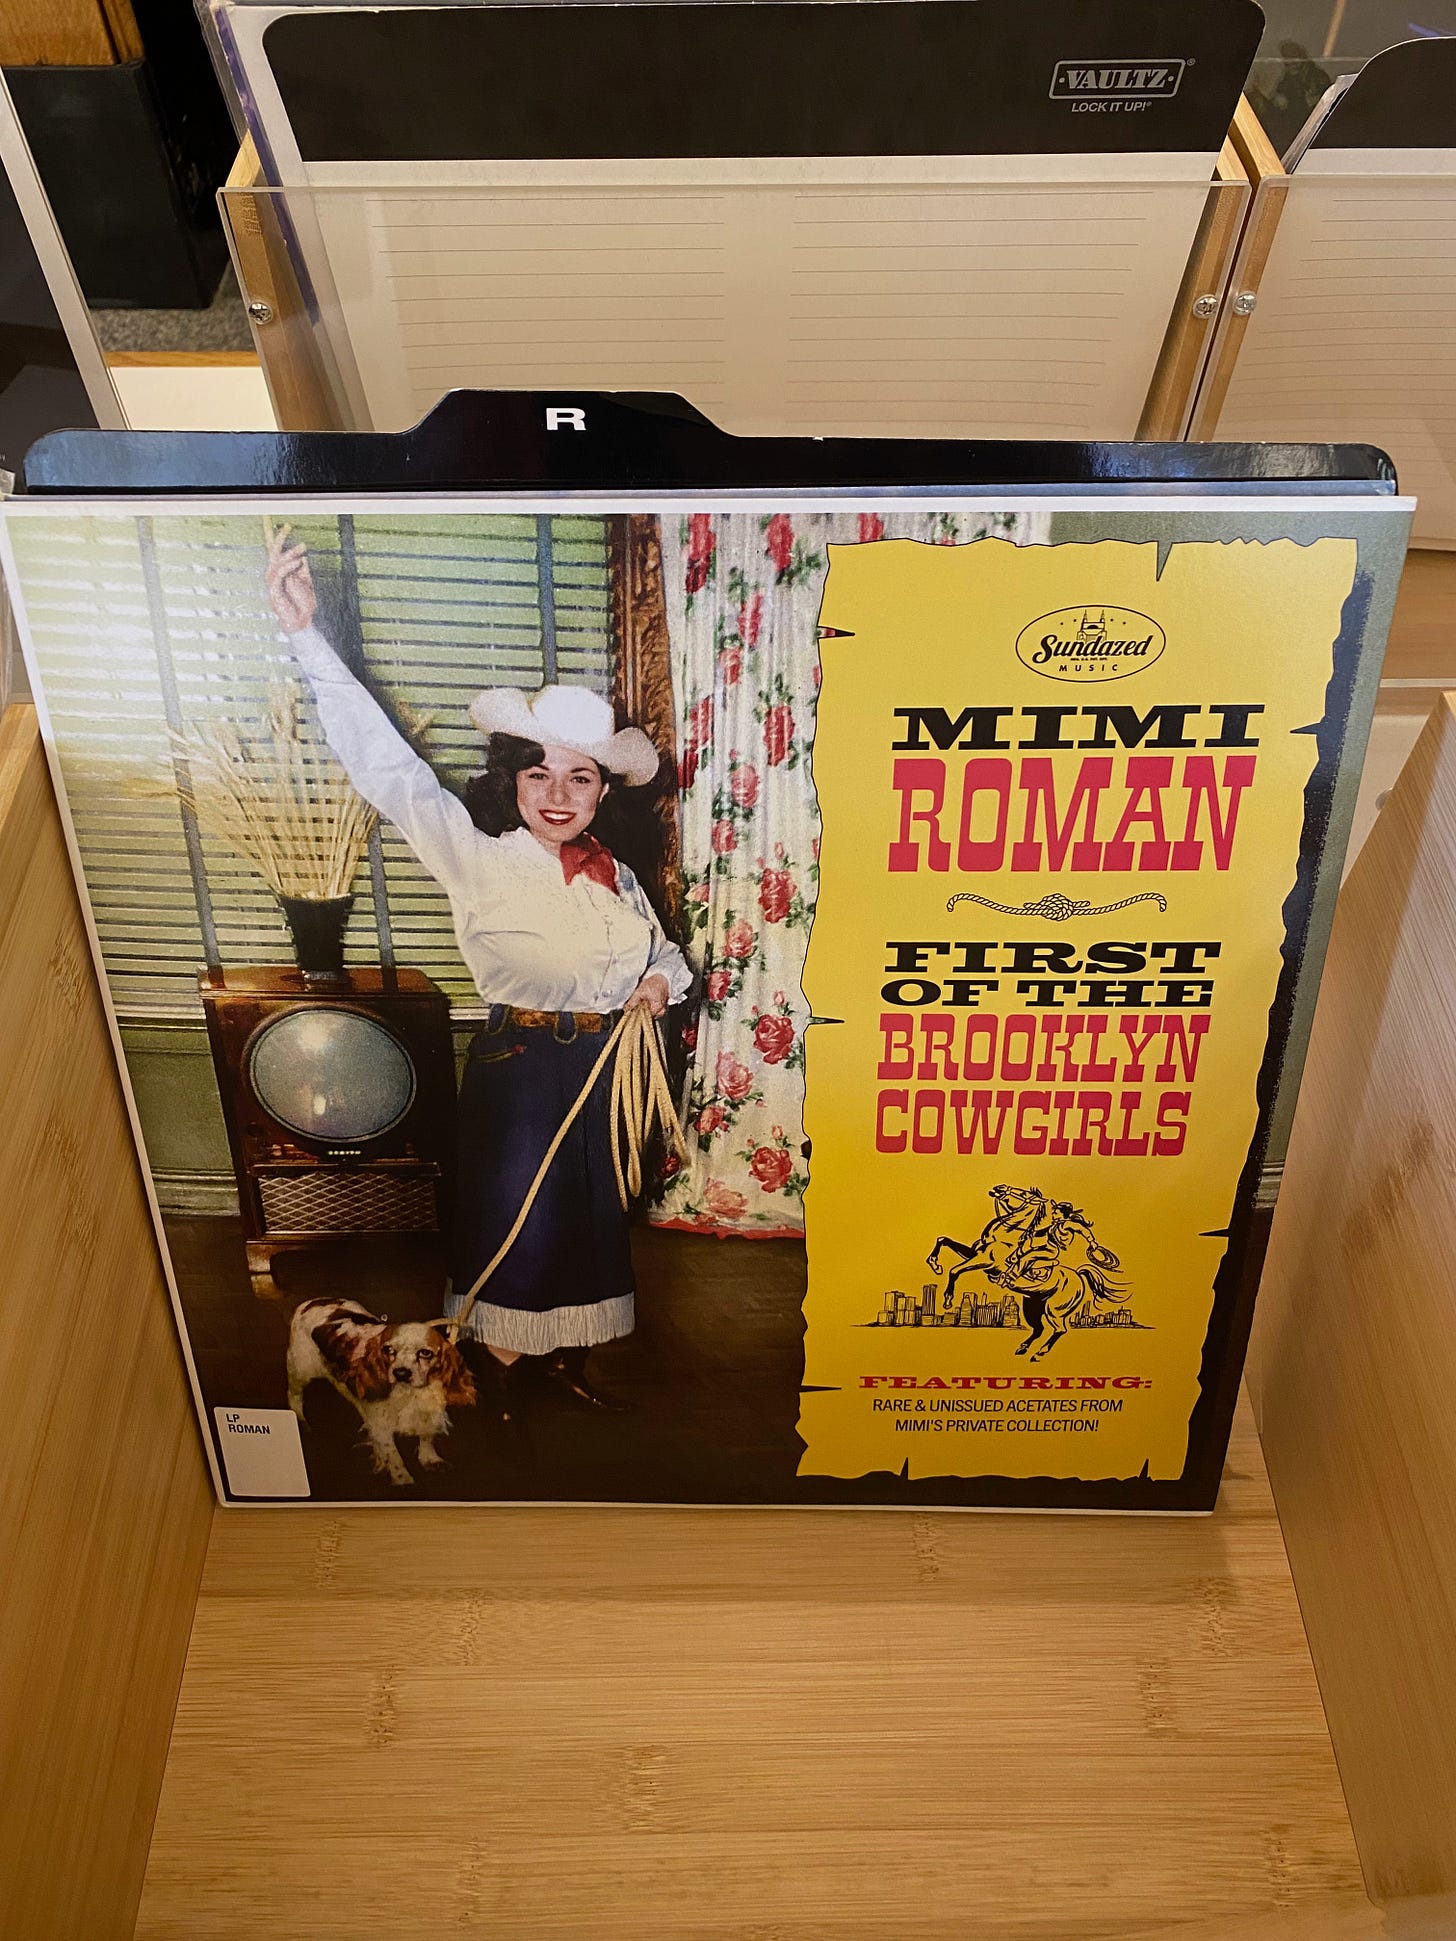 VAULTZ®
LOCK IT UP!®
R
Sundazed
MUSIC
MIMI
ROMAN
FIRST
OF THE
BROOKLYN
COWGIRLS
FEATURING:
RARE & UNISSUED ACETATES FROM
MIMI'S PRIVATE COLLECTION!
LP
ROMAN